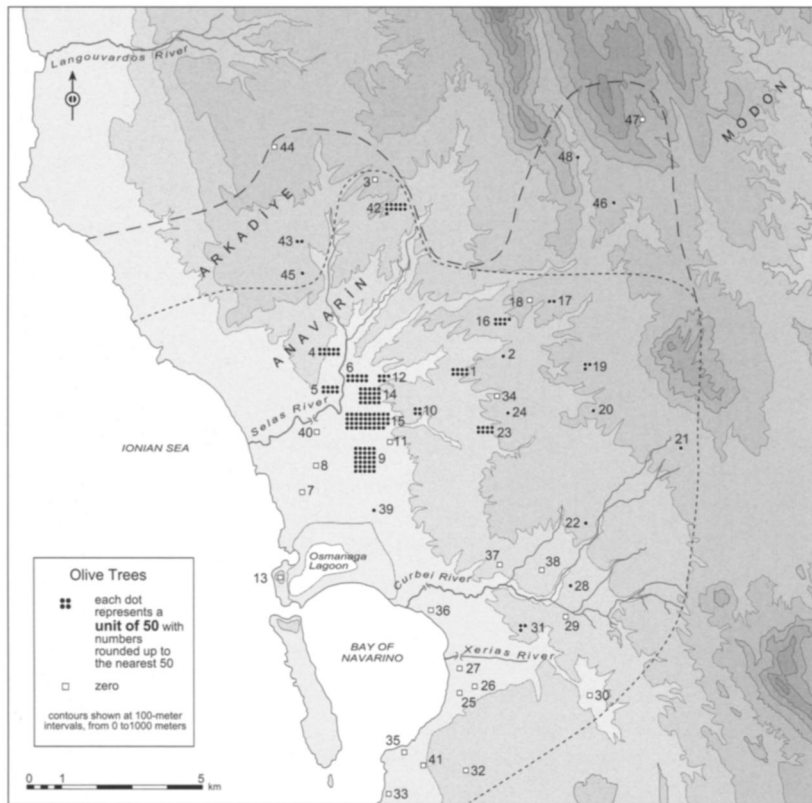 Langouvardos River
MODON
47
44
48
3
42
46
ARKADİYE
43
45
ANAVARİN
18
17
16
4
2
6
12
1
19
5
14
34
10
24
20
Selas River
15
23
40
11
21
IONIAN SEA
8
9
7
39
22
Osmanaga
Lagoon
37
38
13
Curbei River
28
36
29
31
BAY OF
NAVARINO
Xerias River
27
26
25
30
35
41
32
33
Olive Trees
each dot
represents a
unit of 50 with
numbers
rounded up to
the nearest 50
zero
contours shown at 100-meter
intervals, from 0 to1000 meters
0 1 5
km